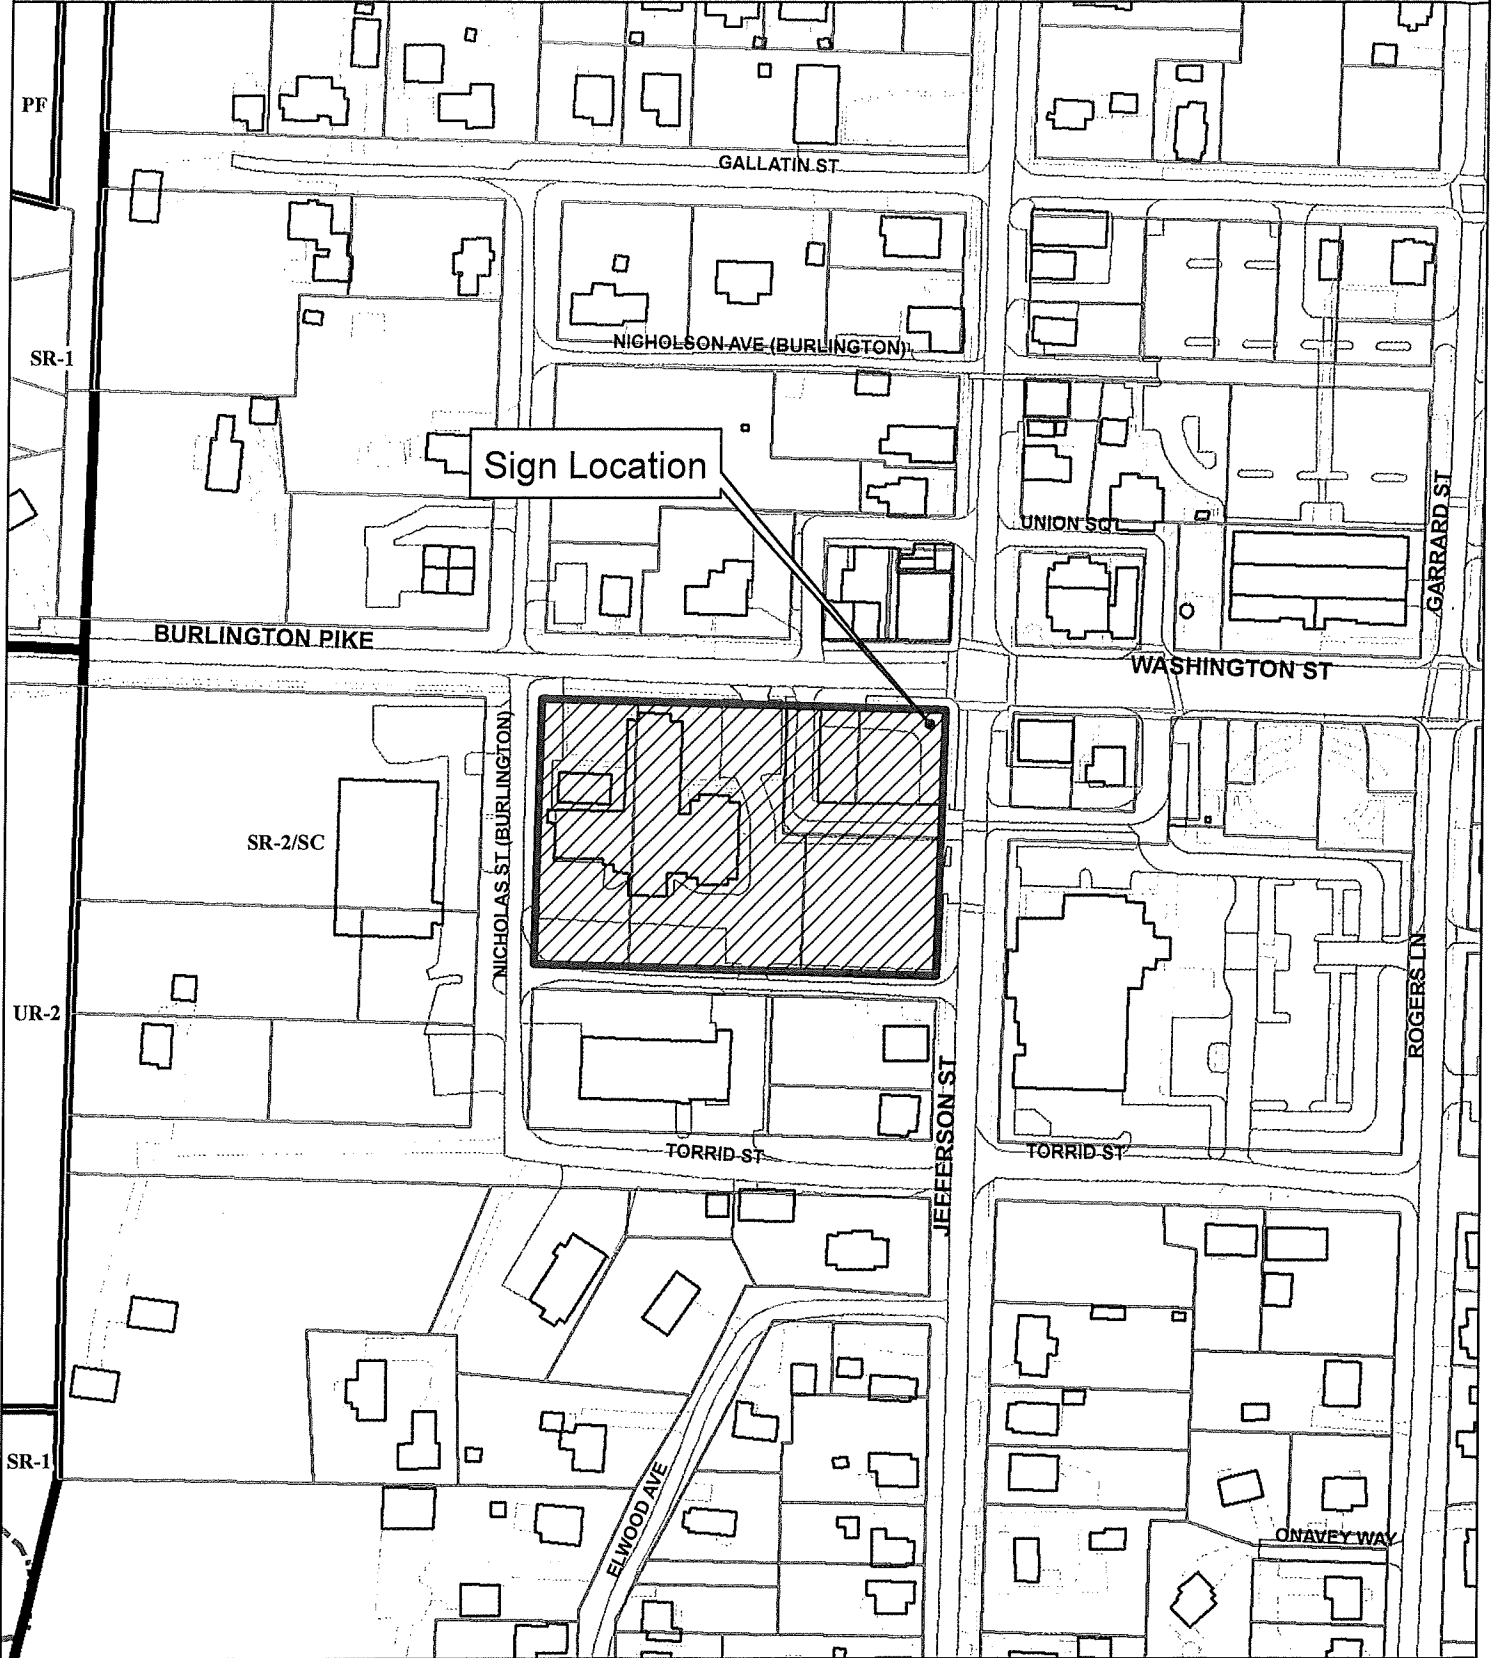 PF
GALLATIN ST
SR-1
NICHOLSON AVE (BURLINGTON)
Sign Location
UNION SQ
GARRARD ST
BURLINGTON PIKE
WASHINGTON ST
NICHOLAS ST (BURLINGTON)
SR-2/SC
UR-2
ROGERS LN
JEFFERSON ST
TORRID ST
TORRID ST
SR-1
ELWOOD AVE
ONAVEY WAY